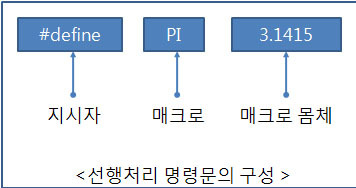 #define PI 3.1415
지시자 매크로 매크로 몸체
<선행처리 명령문의 구성 >